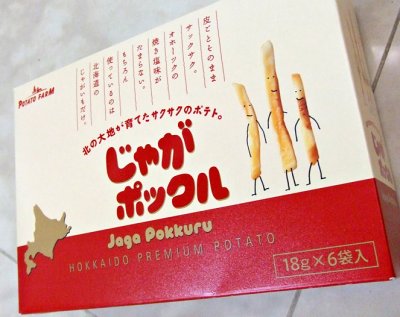 POTATO FARM
皮ごとそのまま
サックサク。
オホーツクの
焼き塩味が
たまらない。
もちろん
使っているのは
北海道の
じゃがいもだけ。
北の大地が育てたサクサクのポテト。
じゃが
ポックル
Jaga Pokkuru
HOKKAIDO PREMIUM POTATO
18g×6袋入